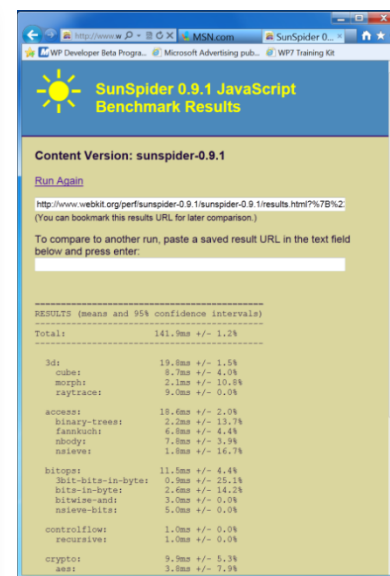 http://www.w
MSN.com
SunSpider 0...
WP Developer Beta Progra...
Microsoft Advertising pub...
WP7 Training Kit
SunSpider 0.9.1 JavaScript
Benchmark Results
Content Version: sunspider-0.9.1
Run Again
http://www.webkit.org/perf/sunspider-0.9.1/sunspider-0.9.1/results.html?%7B%2
(You can bookmark this results URL for later comparison.)
To compare to another run, paste a saved result URL in the text field
below and press enter:
============================================
RESULTS (means and 95% confidence intervals)
--------------------------------------------
Total: 141.9ms +/- 1.2%
--------------------------------------------
3d: 19.8ms +/- 1.5%
cube: 8.7ms +/- 4.0%
morph: 2.1ms +/- 10.8%
raytrace: 9.0ms +/- 0.0%
access: 18.6ms +/- 2.0%
binary-trees: 2.2ms +/- 13.7%
fannkuch: 6.8ms +/- 4.4%
nbody: 7.8ms +/- 3.9%
nsieve: 1.8ms +/- 16.7%
bitops: 11.5ms +/- 4.4%
3bit-bits-in-byte: 0.9ms +/- 25.1%
bits-in-byte: 2.6ms +/- 14.2%
bitwise-and: 3.0ms +/- 0.0%
nsieve-bits: 5.0ms +/- 0.0%
controlflow: 1.0ms +/- 0.0%
recursive: 1.0ms +/- 0.0%
crypto: 9.9ms +/- 5.3%
aes: 3.8ms +/- 7.9%